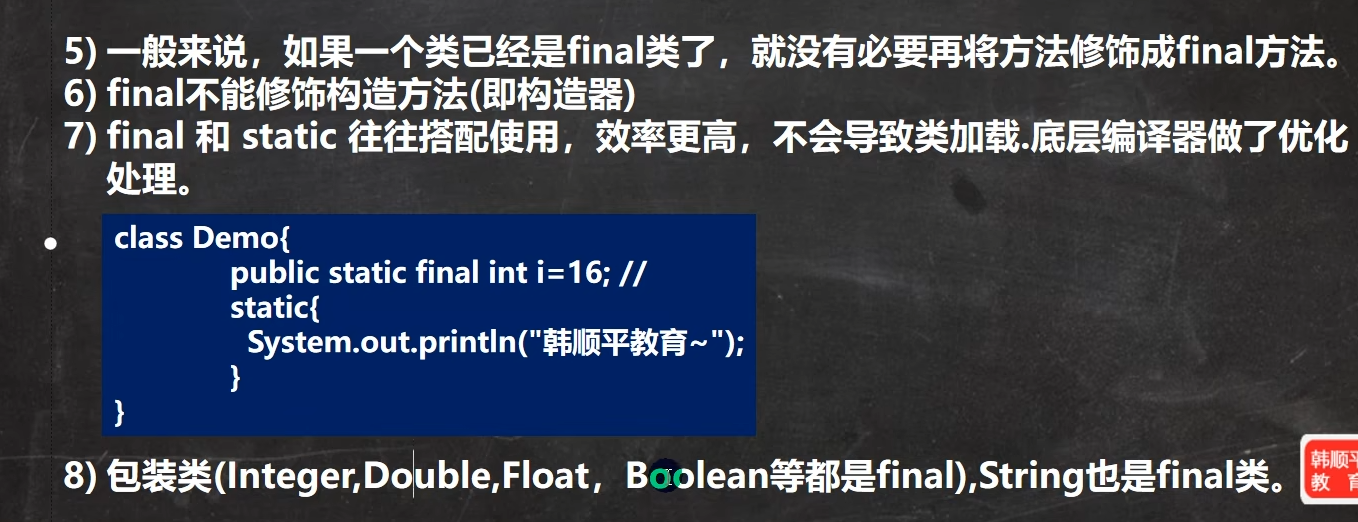 5) 一般来说，如果一个类已经是final类了，就没有必要再将方法修饰成final方法。
6) final不能修饰构造方法(即构造器)
7) final 和 static 往往搭配使用，效率更高，不会导致类加载.底层编译器做了优化
处理。
class Demo{
public static final int i=16; //
static{
System.out.println("韩顺平教育~");
}
}
8) 包装类(Integer,Double,Float，Boolean等都是final),String也是final类。
韩顺平
教 育